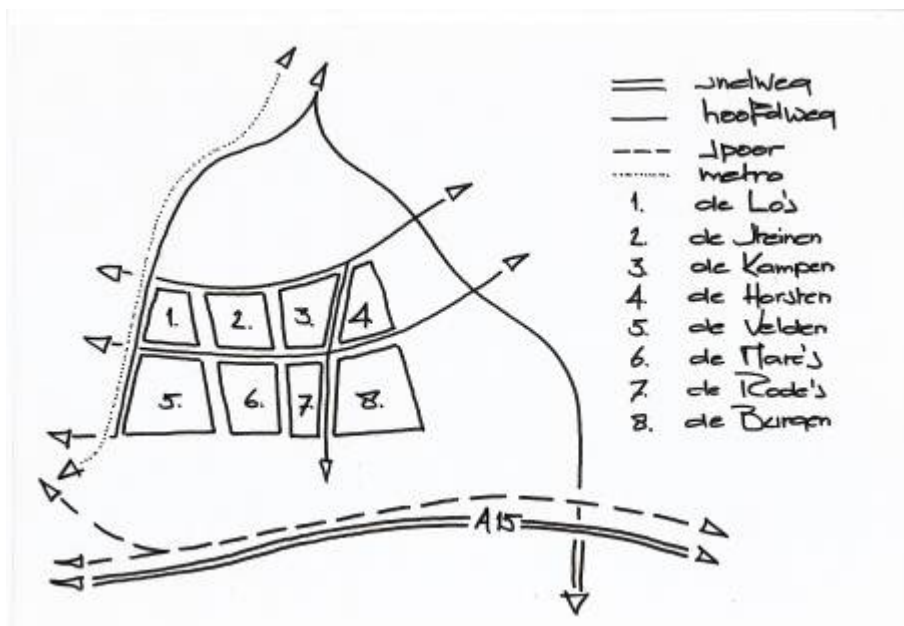 snelweg
hoofdweg
spoor
metro
1. de Lo's
2. de Steinen
3. de Kampen
4. de Horsten
5. de Velden
6. de Mare's
7. de Rode's
8. de Burgen
1.
2.
3.
4
5.
6.
7.
8.
A15